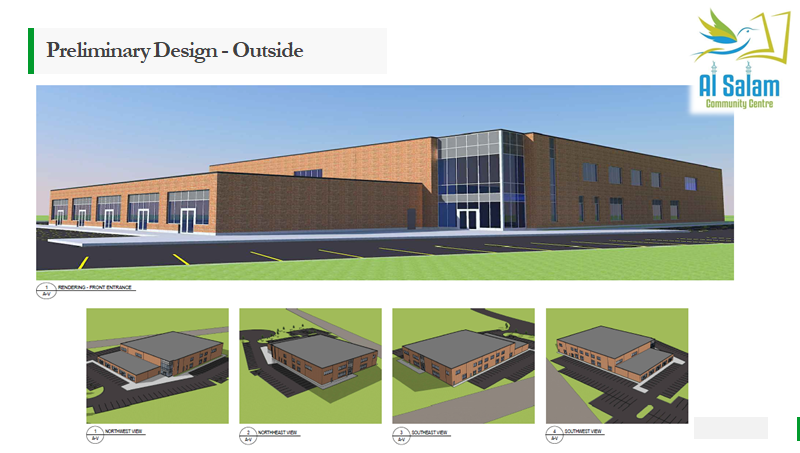 Preliminary Design - Outside
Al Salam
Community Centre
1 RENDERING - FRONT ENTRANCE
A-V
1 NORTHWEST VIEW
A-V
2 NORTHEAST VIEW
A-V
3 SOUTHEAST VIEW
A-V
4 SOUTHWEST VIEW
A-V